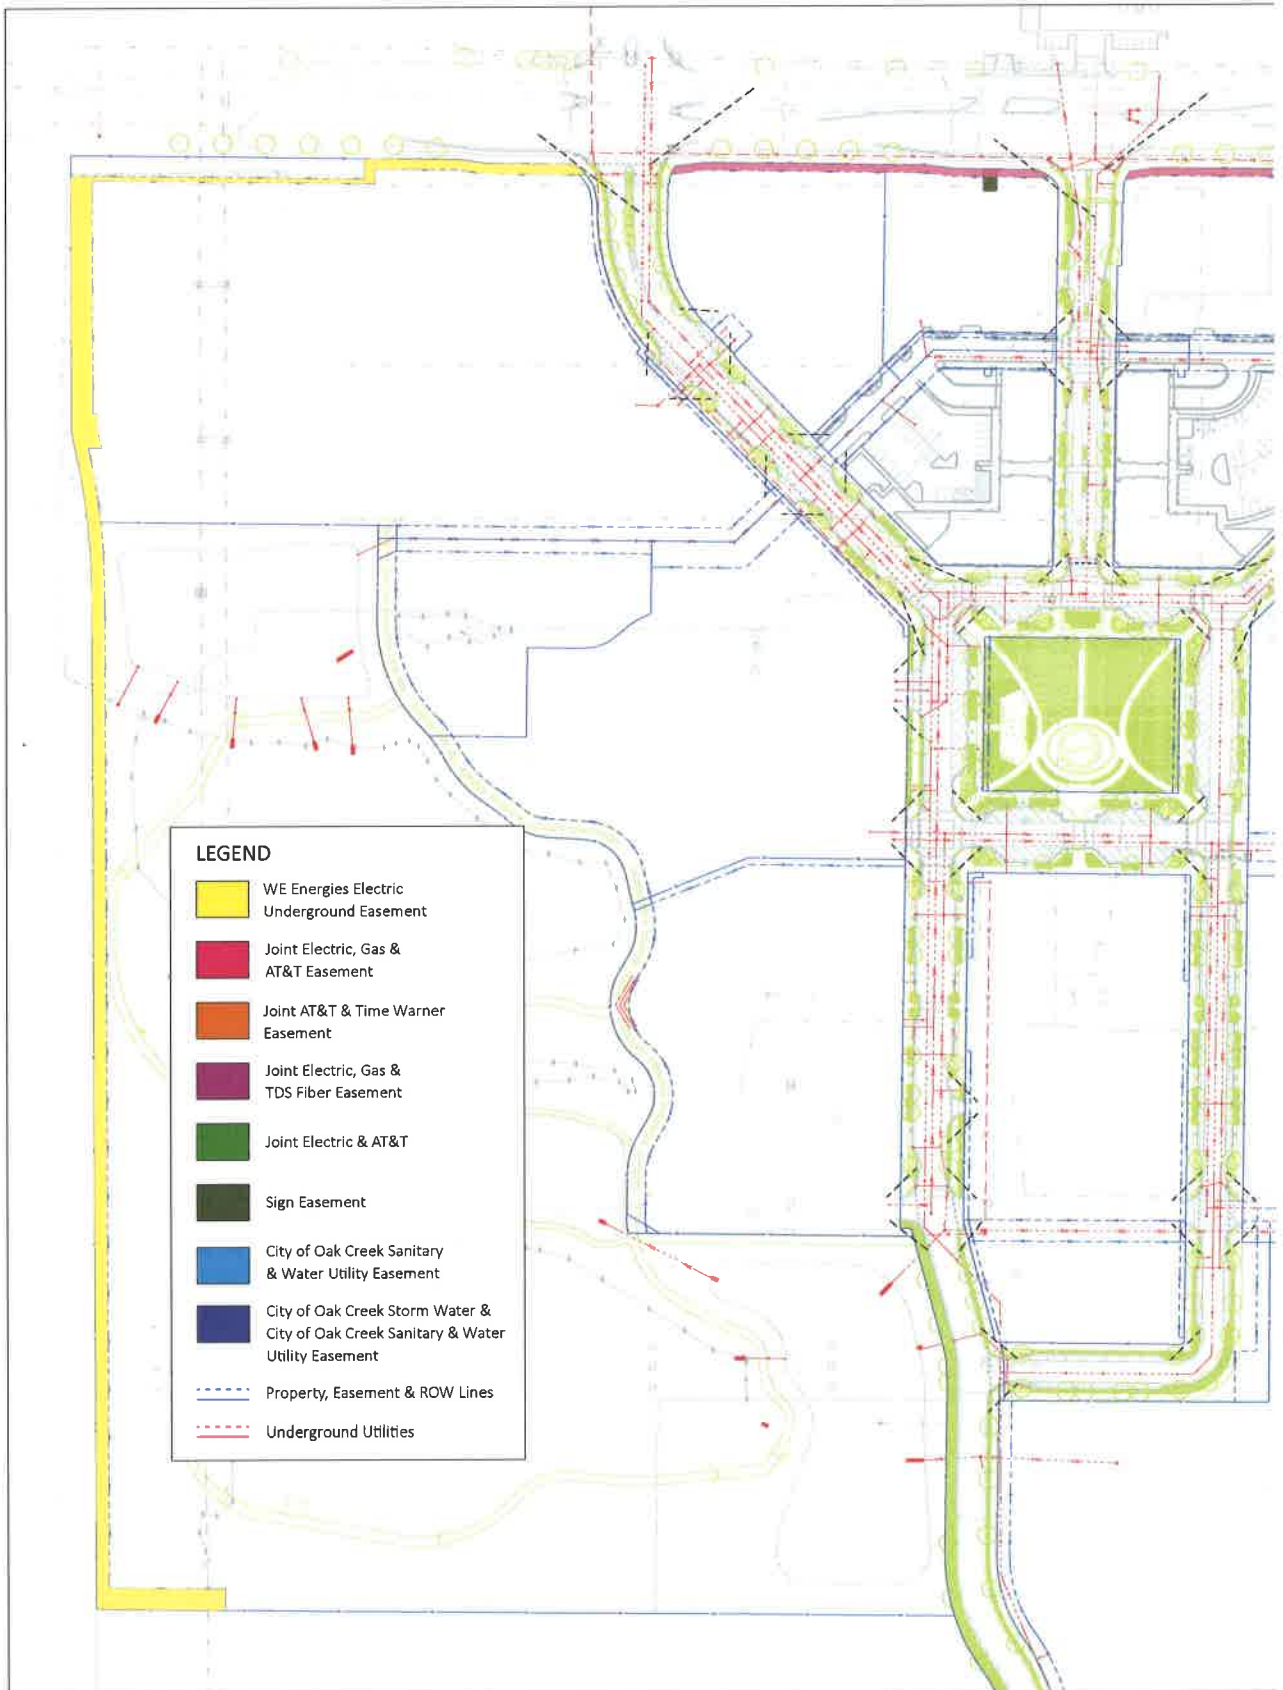 LEGEND
WE Energies Electric
Underground Easement
Joint Electric, Gas &
AT&T Easement
Joint AT&T & Time Warner
Easement
Joint Electric, Gas &
TDS Fiber Easement
Joint Electric & AT&T
Sign Easement
City of Oak Creek Sanitary
& Water Utility Easement
City of Oak Creek Storm Water &
City of Oak Creek Sanitary & Water
Utility Easement
Property, Easement & ROW Lines
Underground Utilities